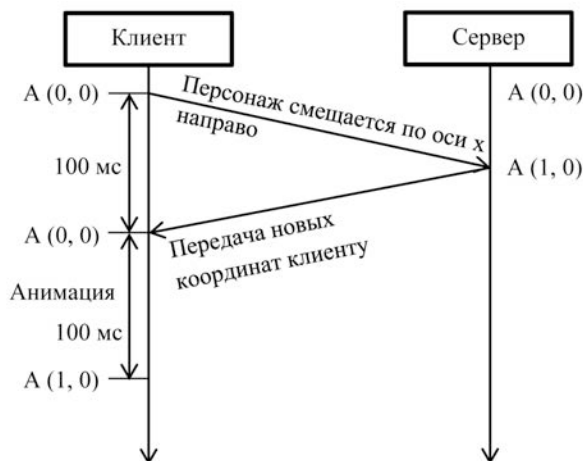 Клиент
Сервер
A (0, 0)
A (0, 0)
Персонаж смещается по оси x
направо
100 мс
A (1, 0)
A (0, 0)
Передача новых
координат клиенту
Анимация
100 мс
A (1, 0)